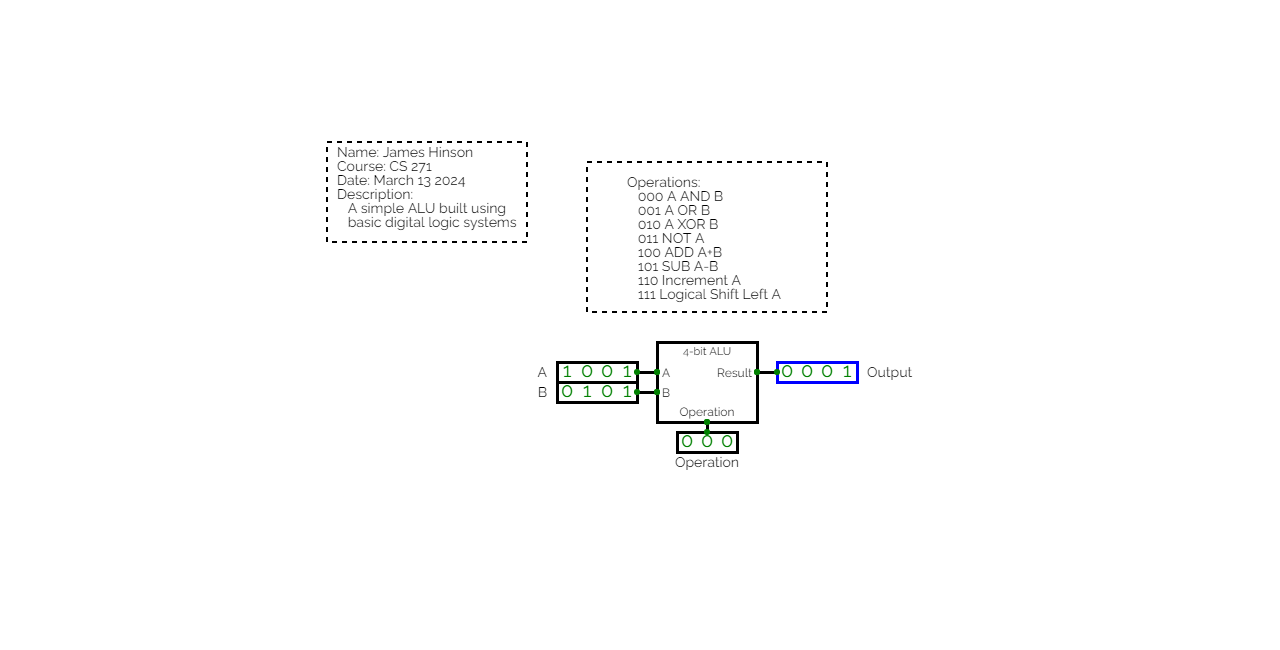 Name: James Hinson
Course: CS 271
Date: March 13 2024
Description:
A simple ALU built using
basic digital logic systems
Operations:
000 A AND B
001 A OR B
010 A XOR B
011 NOT A
100 ADD A+B
101 SUB A-B
110 Increment A
111 Logical Shift Left A
4-bit ALU
A 1 0 0 1 A Result 0 0 0 1 Output
B 0 1 0 1 B
Operation
0 0 0
Operation